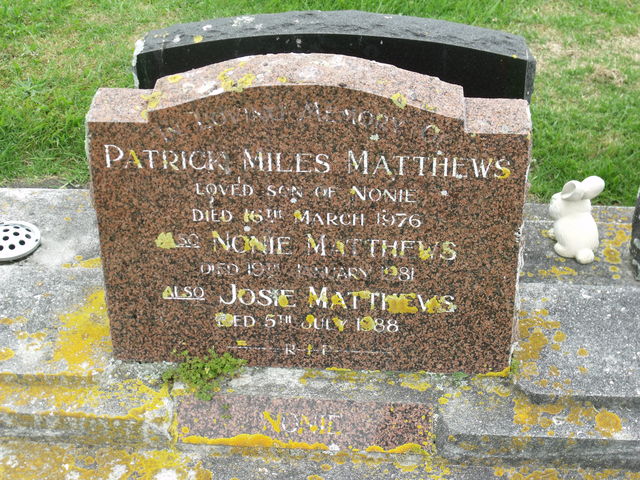 In Loving Memory Of
Patrick Miles Matthews
Loved Son of Nonie
Died 16th March 1976
Also Nonie Matthews
Died 19th January 1981
Also Josie Matthews
Died 5th July 1988
R.I.P
Nonie